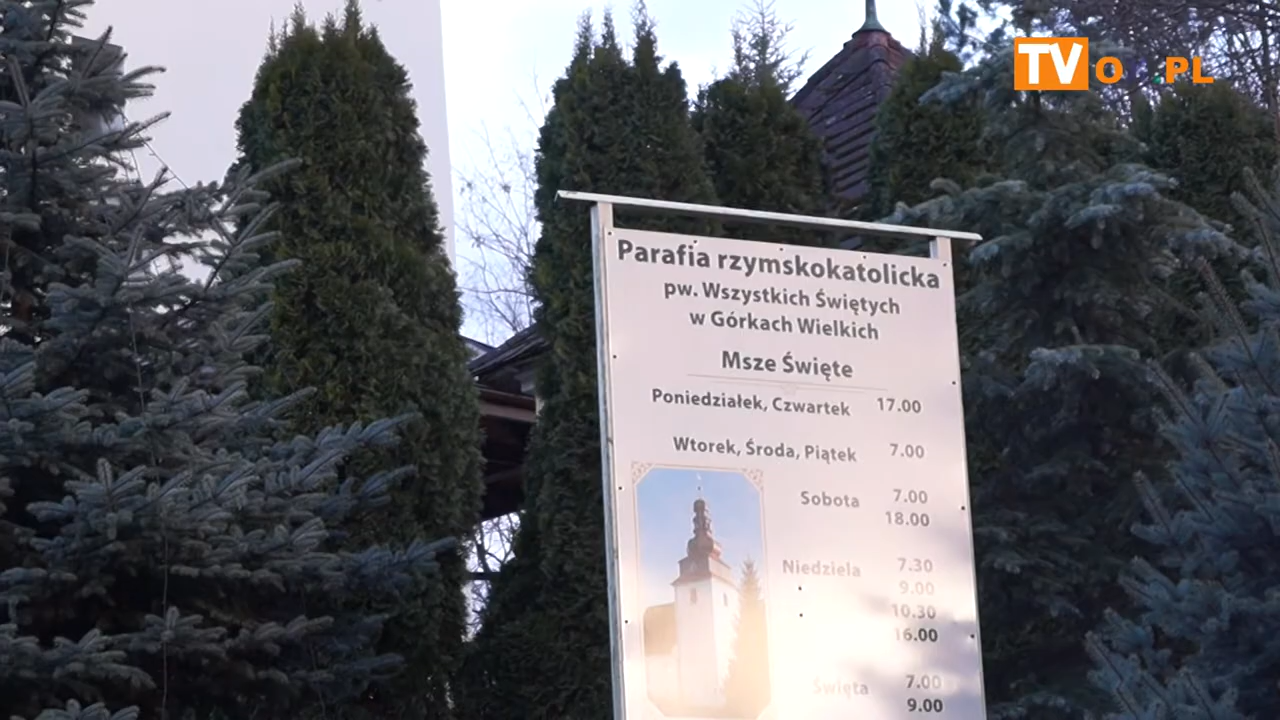 TV O .PL
Parafia rzymskokatolicka
pw. Wszystkich Świętych
w Górkach Wielkich
Msze Święte
Poniedziałek, Czwartek 17.00
Wtorek, Środa, Piątek 7.00
Sobota 7.00
18.00
Niedziela 7.30
9.00
10.30
16.00
Święta 7.00
9.00